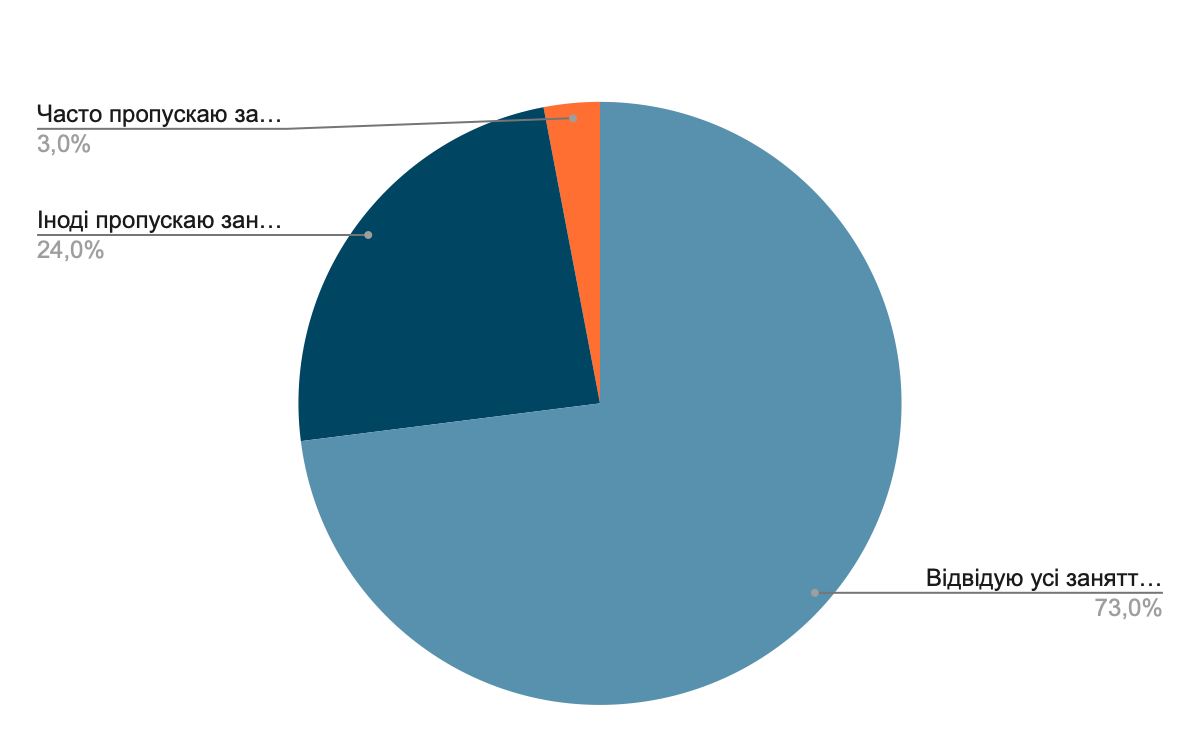 Часто пропускаю за…
3,0%
Іноді пропускаю зан…
24,0%
Відвідую усі занятт…
73,0%